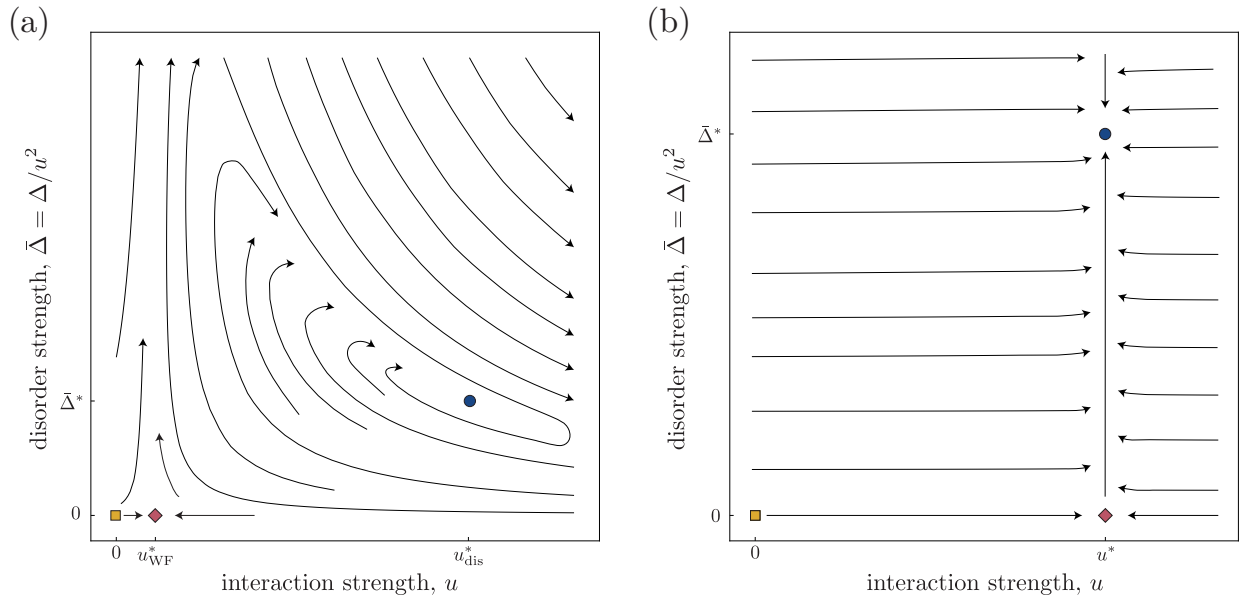 (a)
disorder strength, Δ̄ = Δ/u²
Δ̄*
0
0
u*WF
u*dis
interaction strength, u
(b)
disorder strength, Δ̄ = Δ/u²
Δ̄*
0
0
u*
interaction strength, u